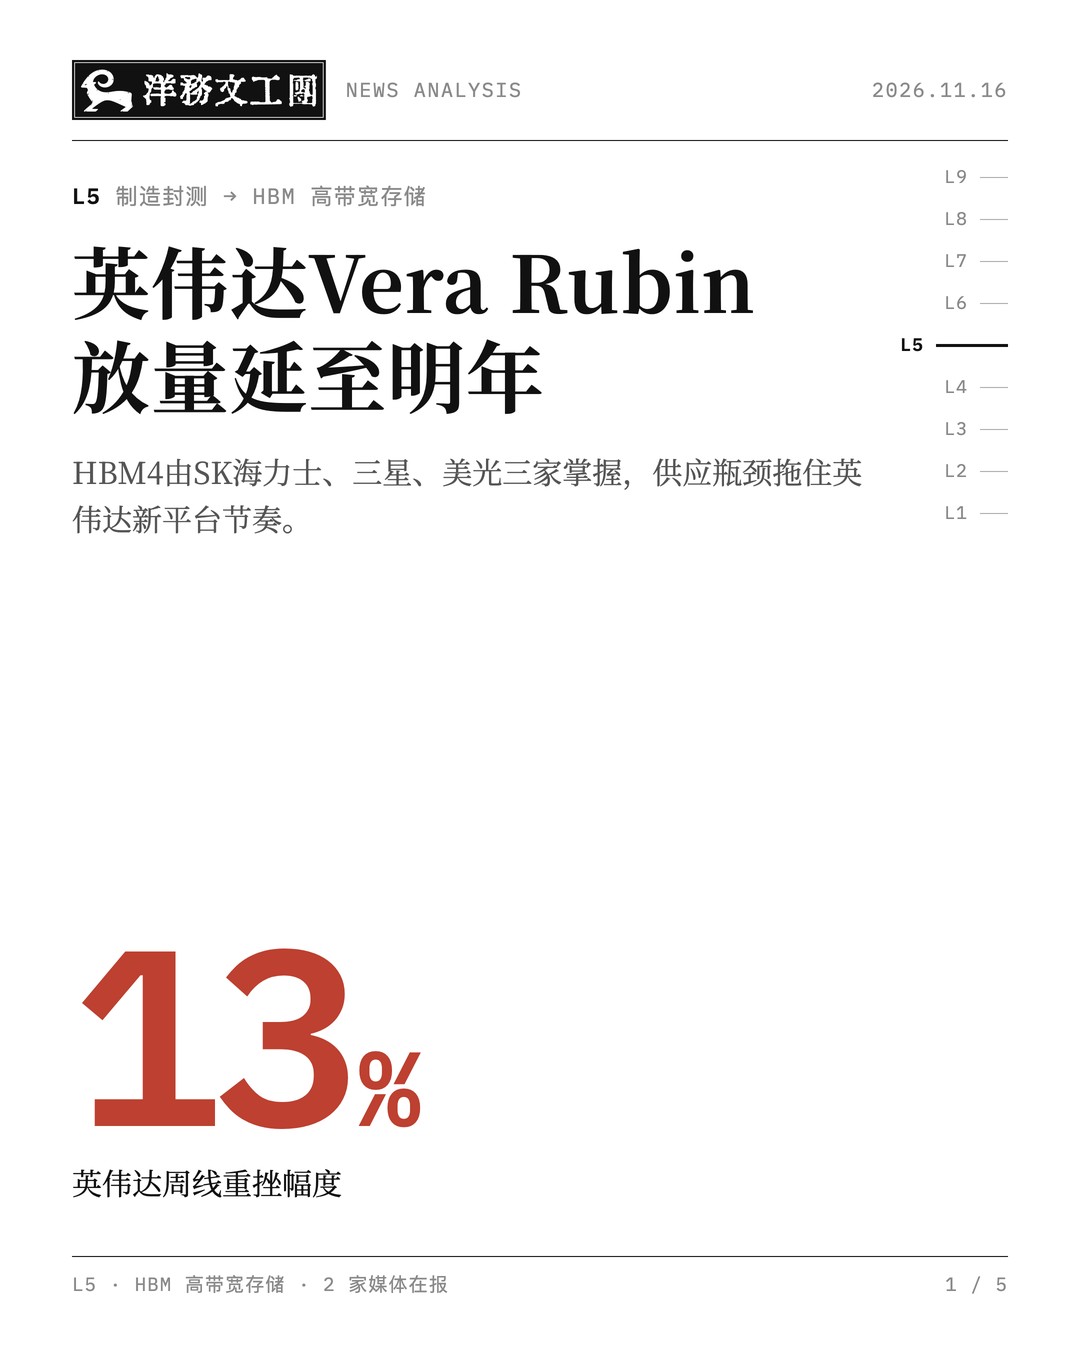 洋務文工團 NEWS ANALYSIS 2026.11.16
L5 制造封测 → HBM 高带宽存储
英伟达Vera Rubin
放量延至明年
HBM4由SK海力士、三星、美光三家掌握，供应瓶颈拖住英
伟达新平台节奏。
L9
L8
L7
L6
L5
L4
L3
L2
L1
13%
英伟达周线重挫幅度
L5 · HBM 高带宽存储 · 2 家媒体在报 1 / 5